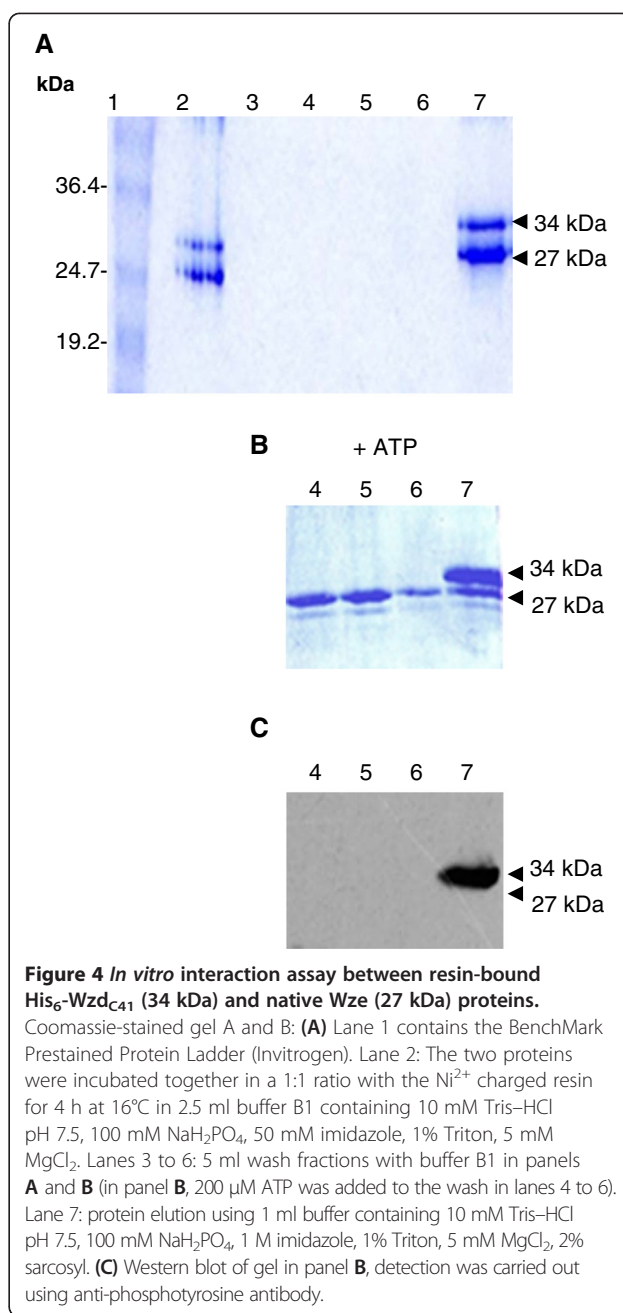 A
kDa
1 2 3 4 5 6 7
36.4-
34 kDa
27 kDa
24.7-
19.2-
B + ATP
4 5 6 7
34 kDa
27 kDa
C
4 5 6 7
34 kDa
27 kDa
Figure 4 In vitro interaction assay between resin-bound
His6-WzdC41 (34 kDa) and native Wze (27 kDa) proteins.
Coomassie-stained gel A and B: (A) Lane 1 contains the BenchMark
Prestained Protein Ladder (Invitrogen). Lane 2: The two proteins
were incubated together in a 1:1 ratio with the Ni2+ charged resin
for 4 h at 16°C in 2.5 ml buffer B1 containing 10 mM Tris–HCl
pH 7.5, 100 mM NaH2PO4, 50 mM imidazole, 1% Triton, 5 mM
MgCl2. Lanes 3 to 6: 5 ml wash fractions with buffer B1 in panels
A and B (in panel B, 200 μM ATP was added to the wash in lanes 4 to 6).
Lane 7: protein elution using 1 ml buffer containing 10 mM Tris–HCl
pH 7.5, 100 mM NaH2PO4, 1 M imidazole, 1% Triton, 5 mM MgCl2, 2%
sarcosyl. (C) Western blot of gel in panel B, detection was carried out
using anti-phosphotyrosine antibody.